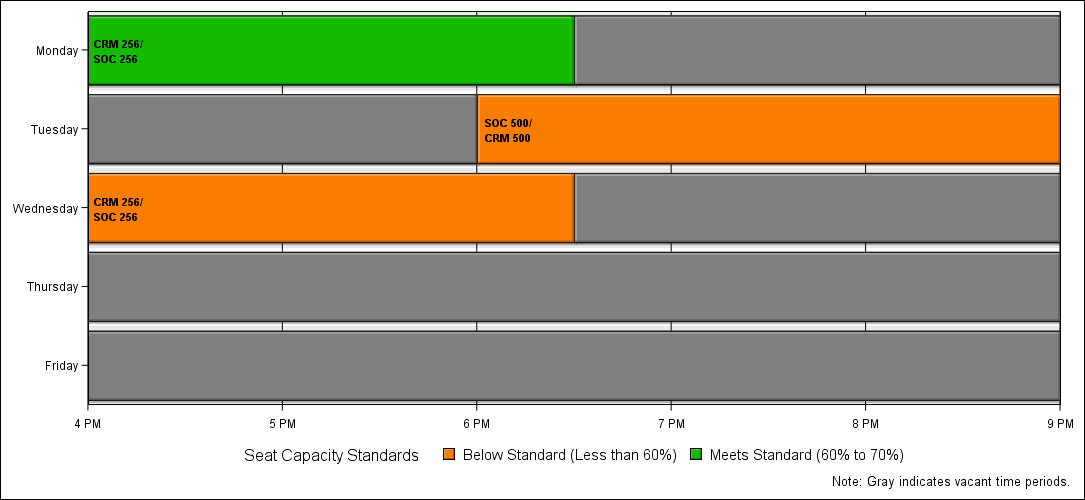 Monday
CRM 256/
SOC 256
Tuesday
SOC 500/
CRM 500
Wednesday
CRM 256/
SOC 256
Thursday
Friday
4 PM 5 PM 6 PM 7 PM 8 PM 9 PM
Seat Capacity Standards Below Standard (Less than 60%) Meets Standard (60% to 70%)
Note: Gray indicates vacant time periods.